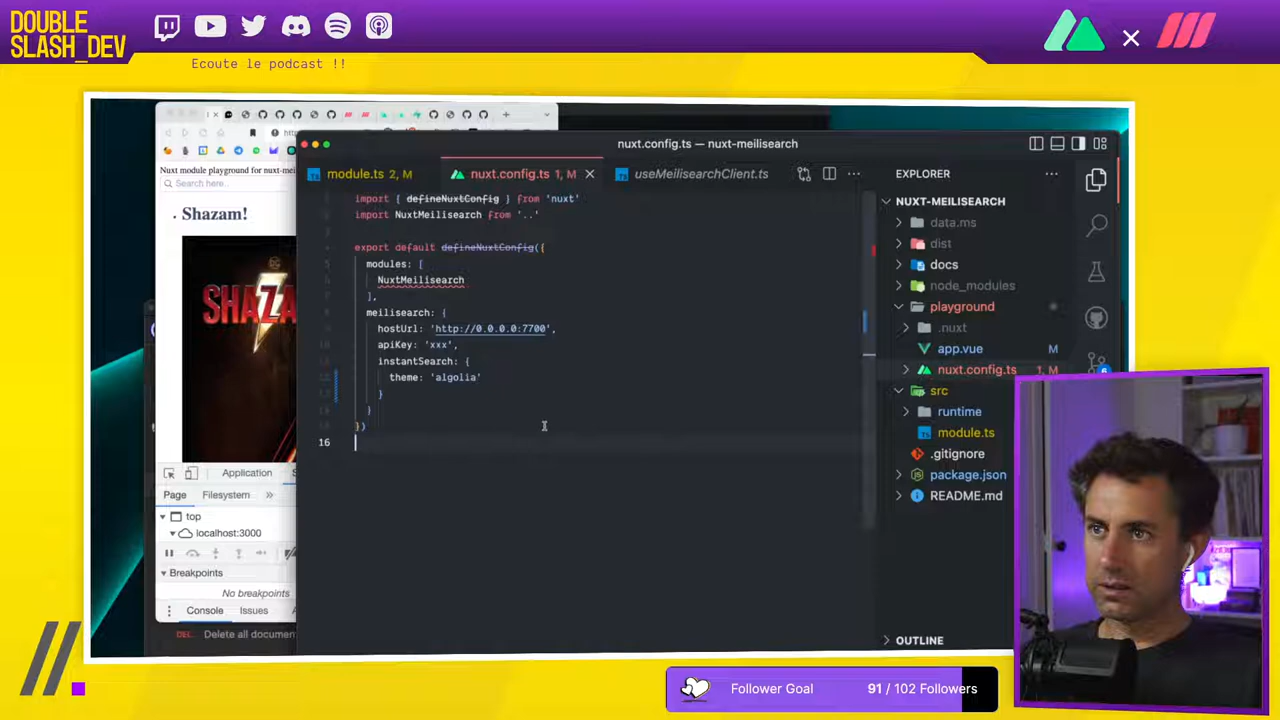 DOUBLE
SLASH_DEV
Ecoute le podcast !!
Nuxt module playground for nuxt-me
Search here...
Shazam!
SHAZA
Application
Page
Filesystem
top
localhost:3000
Breakpoints
No breakpoints
Console
Issues
DEL
Delete all documen
nuxt.config.ts — nuxt-meilisearch
module.ts 2, M
nuxt.config.ts 1, M
useMeilisearchClient.ts
import { defineNuxtConfig } from 'nuxt'
import NuxtMeilisearch from '..'
export default defineNuxtConfig({
modules: [
NuxtMeilisearch
],
meilisearch: {
hostUrl: 'http://0.0.0.0:7700',
apiKey: 'xxx',
instantSearch: {
theme: 'algolia'
}
}
})
16
EXPLORER
NUXT-MEILISEARCH
data.ms
dist
docs
node_modules
playground
.nuxt
app.vue M
nuxt.config.ts 1, M
src
runtime
module.ts
.gitignore
package.json
README.md
OUTLINE
6
Follower Goal
91 / 102 Followers